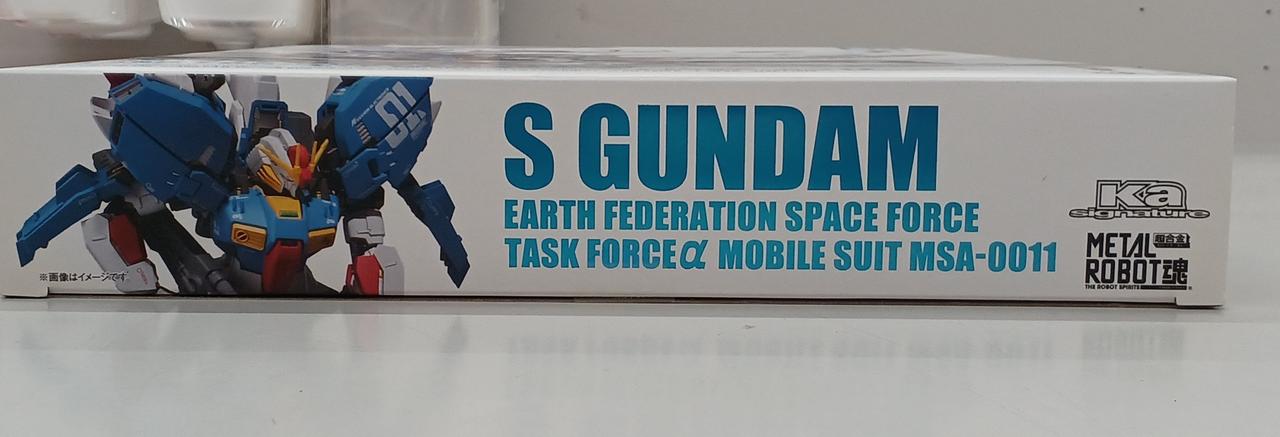 S GUNDAM
EARTH FEDERATION SPACE FORCE
TASK FORCEα MOBILE SUIT MSA-0011
Ka
signature
METAL 超合金
ROBOT魂
THE ROBOT SPIRITS
※画像はイメージです。
01